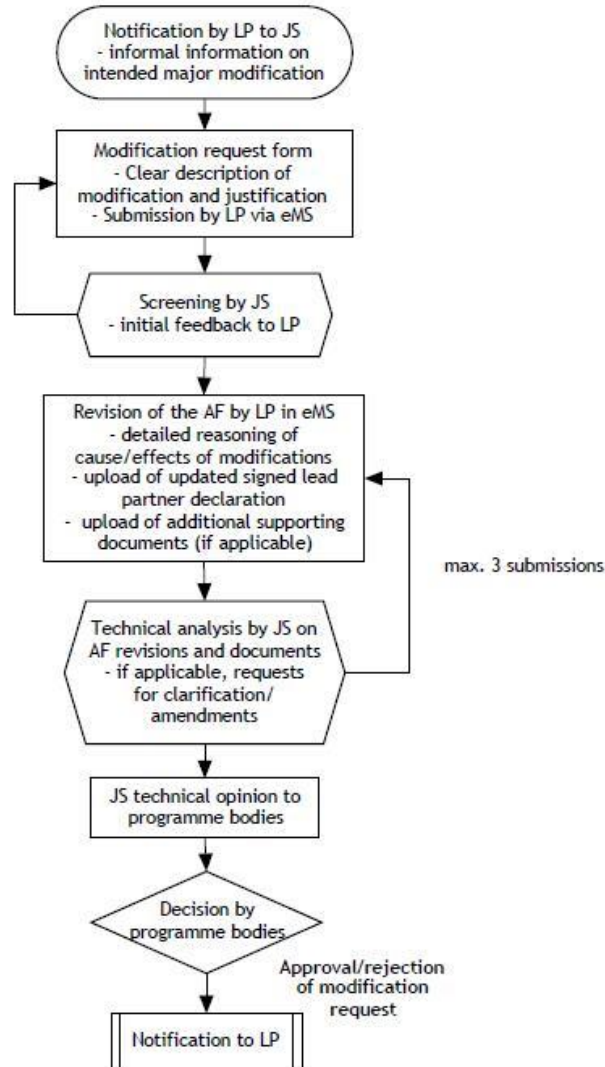 Notification by LP to JS
- informal information on
intended major modification
Modification request form
- Clear description of
modification and justification
- Submission by LP via eMS
Screening by JS
- initial feedback to LP
Revision of the AF by LP in eMS
- detailed reasoning of
cause/effects of modifications
- upload of updated signed lead
partner declaration
- upload of additional supporting
documents (if applicable)
max. 3 submissions
Technical analysis by JS on
AF revisions and documents
- if applicable, requests
for clarification/
amendments
JS technical opinion to
programme bodies
Decision by
programme bodies
Approval/rejection
of modification
request
Notification to LP